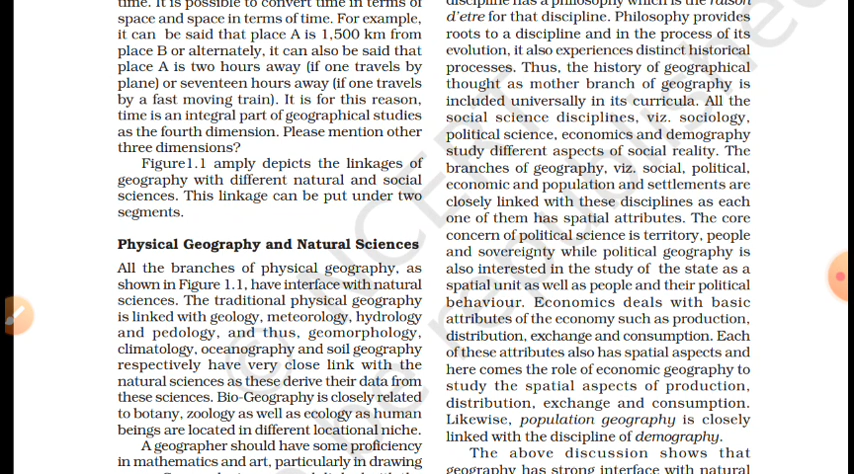 time. It is possible to convert time in terms of
space and space in terms of time. For example,
it can be said that place A is 1,500 km from
place B or alternately, it can also be said that
place A is two hours away (if one travels by
plane) or seventeen hours away (if one travels
by a fast moving train). It is for this reason,
time is an integral part of geographical studies
as the fourth dimension. Please mention other
three dimensions?
Figure1.1 amply depicts the linkages of
geography with different natural and social
sciences. This linkage can be put under two
segments.
Physical Geography and Natural Sciences
All the branches of physical geography, as
shown in Figure 1.1, have interface with natural
sciences. The traditional physical geography
is linked with geology, meteorology, hydrology
and pedology, and thus, geomorphology,
climatology, oceanography and soil geography
respectively have very close link with the
natural sciences as these derive their data from
these sciences. Bio-Geography is closely related
to botany, zoology as well as ecology as human
beings are located in different locational niche.
A geographer should have some proficiency
in mathematics and art, particularly in drawing
discipline has a philosophy which is the raison
d'etre for that discipline. Philosophy provides
roots to a discipline and in the process of its
evolution, it also experiences distinct historical
processes. Thus, the history of geographical
thought as mother branch of geography is
included universally in its curricula. All the
social science disciplines, viz. sociology,
political science, economics and demography
study different aspects of social reality. The
branches of geography, viz. social, political,
economic and population and settlements are
closely linked with these disciplines as each
one of them has spatial attributes. The core
concern of political science is territory, people
and sovereignty while political geography is
also interested in the study of the state as a
spatial unit as well as people and their political
behaviour. Economics deals with basic
attributes of the economy such as production,
distribution, exchange and consumption. Each
of these attributes also has spatial aspects and
here comes the role of economic geography to
study the spatial aspects of production,
distribution, exchange and consumption.
Likewise, population geography is closely
linked with the discipline of demography.
The above discussion shows that
geography has strong interface with natural
© NCERT
be republished